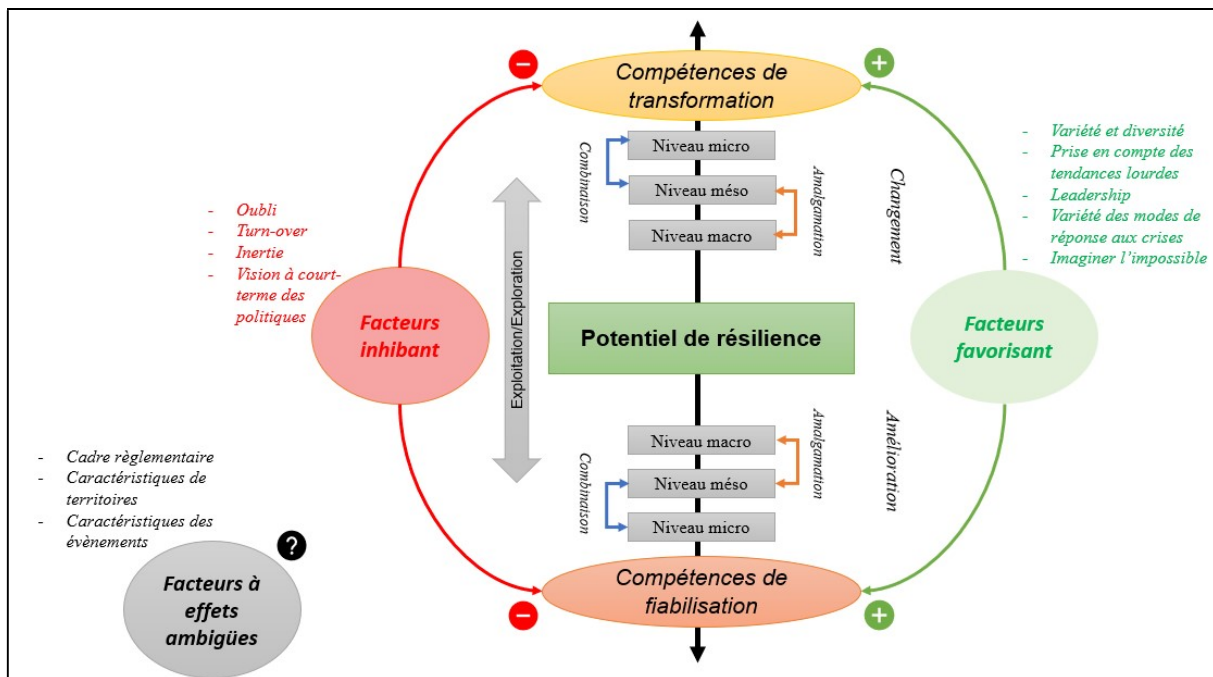 Compétences de
transformation
Niveau micro
Niveau méso
Niveau macro
Combinaison
Amalgamation
Changement
- Variété et diversité
- Prise en compte des
tendances lourdes
- Leadership
- Variété des modes de
réponse aux crises
- Imaginer l’impossible
- Oubli
- Turn-over
- Inertie
- Vision à court-
terme des
politiques
Facteurs
inhibant
Exploitation/Exploration
Potentiel de résilience
Facteurs
favorisant
Niveau macro
Niveau méso
Niveau micro
Combinaison
Amalgamation
Amélioration
- Cadre règlementaire
- Caractéristiques de
territoires
- Caractéristiques des
évènements
?
Facteurs à
effets
ambigües
Compétences de
fiabilisation